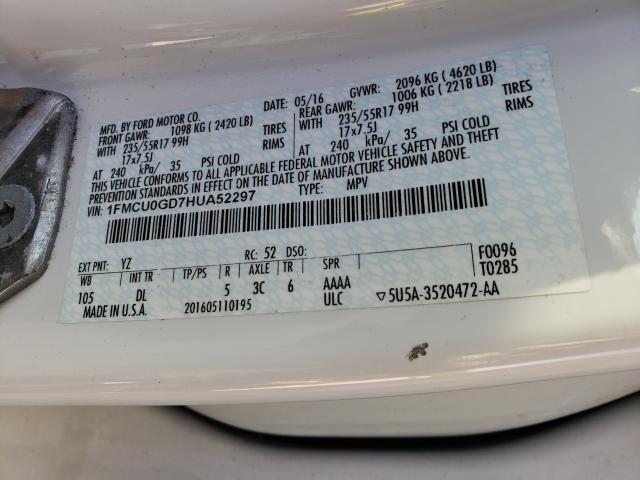 MFD. BY FORD MOTOR CO. DATE: 05/16 GVWR: 2096 KG ( 4620 LB)
FRONT GAWR: 1098 KG ( 2420 LB) REAR GAWR: 1006 KG ( 2218 LB)
WITH 235/55R17 99H TIRES WITH 235/55R17 99H TIRES
17x7.5J RIMS 17x7.5J RIMS
AT 240 kPa/ 35 PSI COLD AT 240 kPa/ 35 PSI COLD
THIS VEHICLE CONFORMS TO ALL APPLICABLE FEDERAL MOTOR VEHICLE SAFETY AND THEFT
PREVENTION STANDARDS IN EFFECT ON THE DATE OF MANUFACTURE SHOWN ABOVE.
VIN: 1FMCU0GD7HUA52297 TYPE: MPV
EXT PNT: YZ RC: 52 DSO: F0096
WB INT TR TP/PS R AXLE TR SPR T0285
105 DL 5 3C 6 AAAA
MADE IN U.S.A. 201605110195 ULC ▽5U5A-3520472-AA